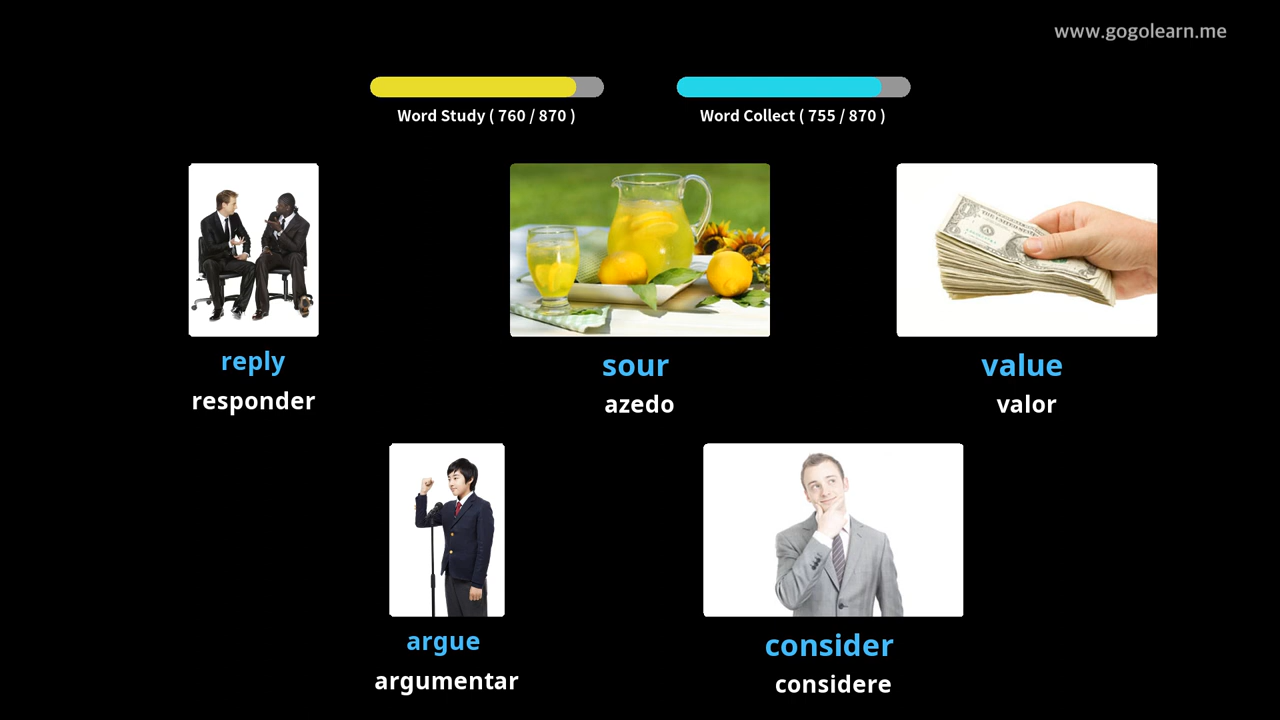 www.gogolearn.me
Word Study ( 760 / 870 )
Word Collect ( 755 / 870 )
reply
responder
sour
azedo
value
valor
argue
argumentar
consider
considere